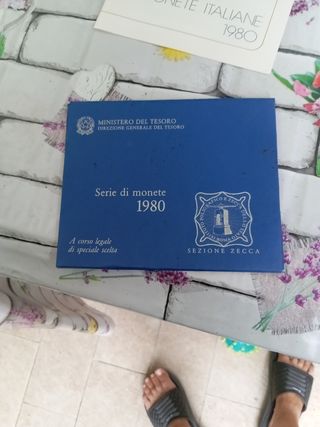 MONETE ITALIANE
1980
MINISTERO DEL TESORO
DIREZIONE GENERALE DEL TESORO
Serie di monete
1980
A corso legale
di speciale scelta
SEZIONE ZECCA